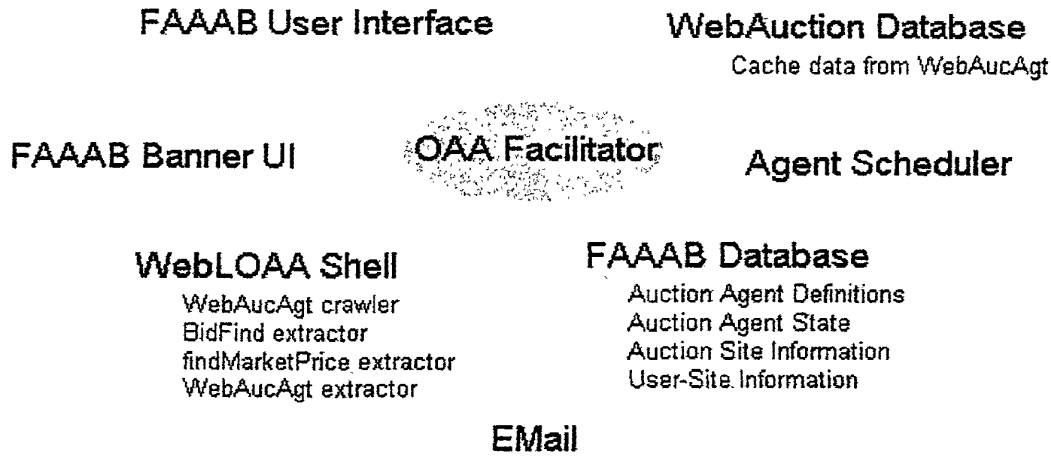 FAAAB User Interface
WebAuction Database
Cache data from WebAucAgt
FAAAB Banner UI
OAA Facilitator
Agent Scheduler
WebLOAA Shell
WebAucAgt crawler
BidFind extractor
findMarketPrice extractor
WebAucAgt extractor
FAAAB Database
Auction Agent Definitions
Auction Agent State
Auction Site Information
User-Site Information
EMail